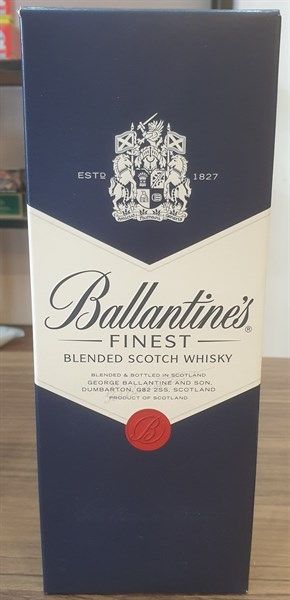 ESTD 1827
Ballantine's®
FINEST
BLENDED SCOTCH WHISKY
BLENDED & BOTTLED IN SCOTLAND
GEORGE BALLANTINE AND SON,
DUMBARTON, G82 2SS, SCOTLAND
PRODUCT OF SCOTLAND
B